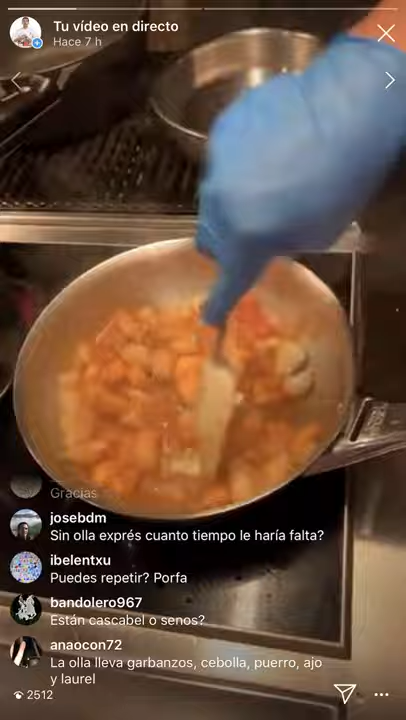 Tu vídeo en directo
Hace 7 h
Gracias
josebdm
Sin olla exprés cuanto tiempo le haría falta?
ibelentxu
Puedes repetir? Porfa
bandolero967
Están cascabel o senos?
anaocon72
La olla lleva garbanzos, cebolla, puerro, ajo
y laurel
2512